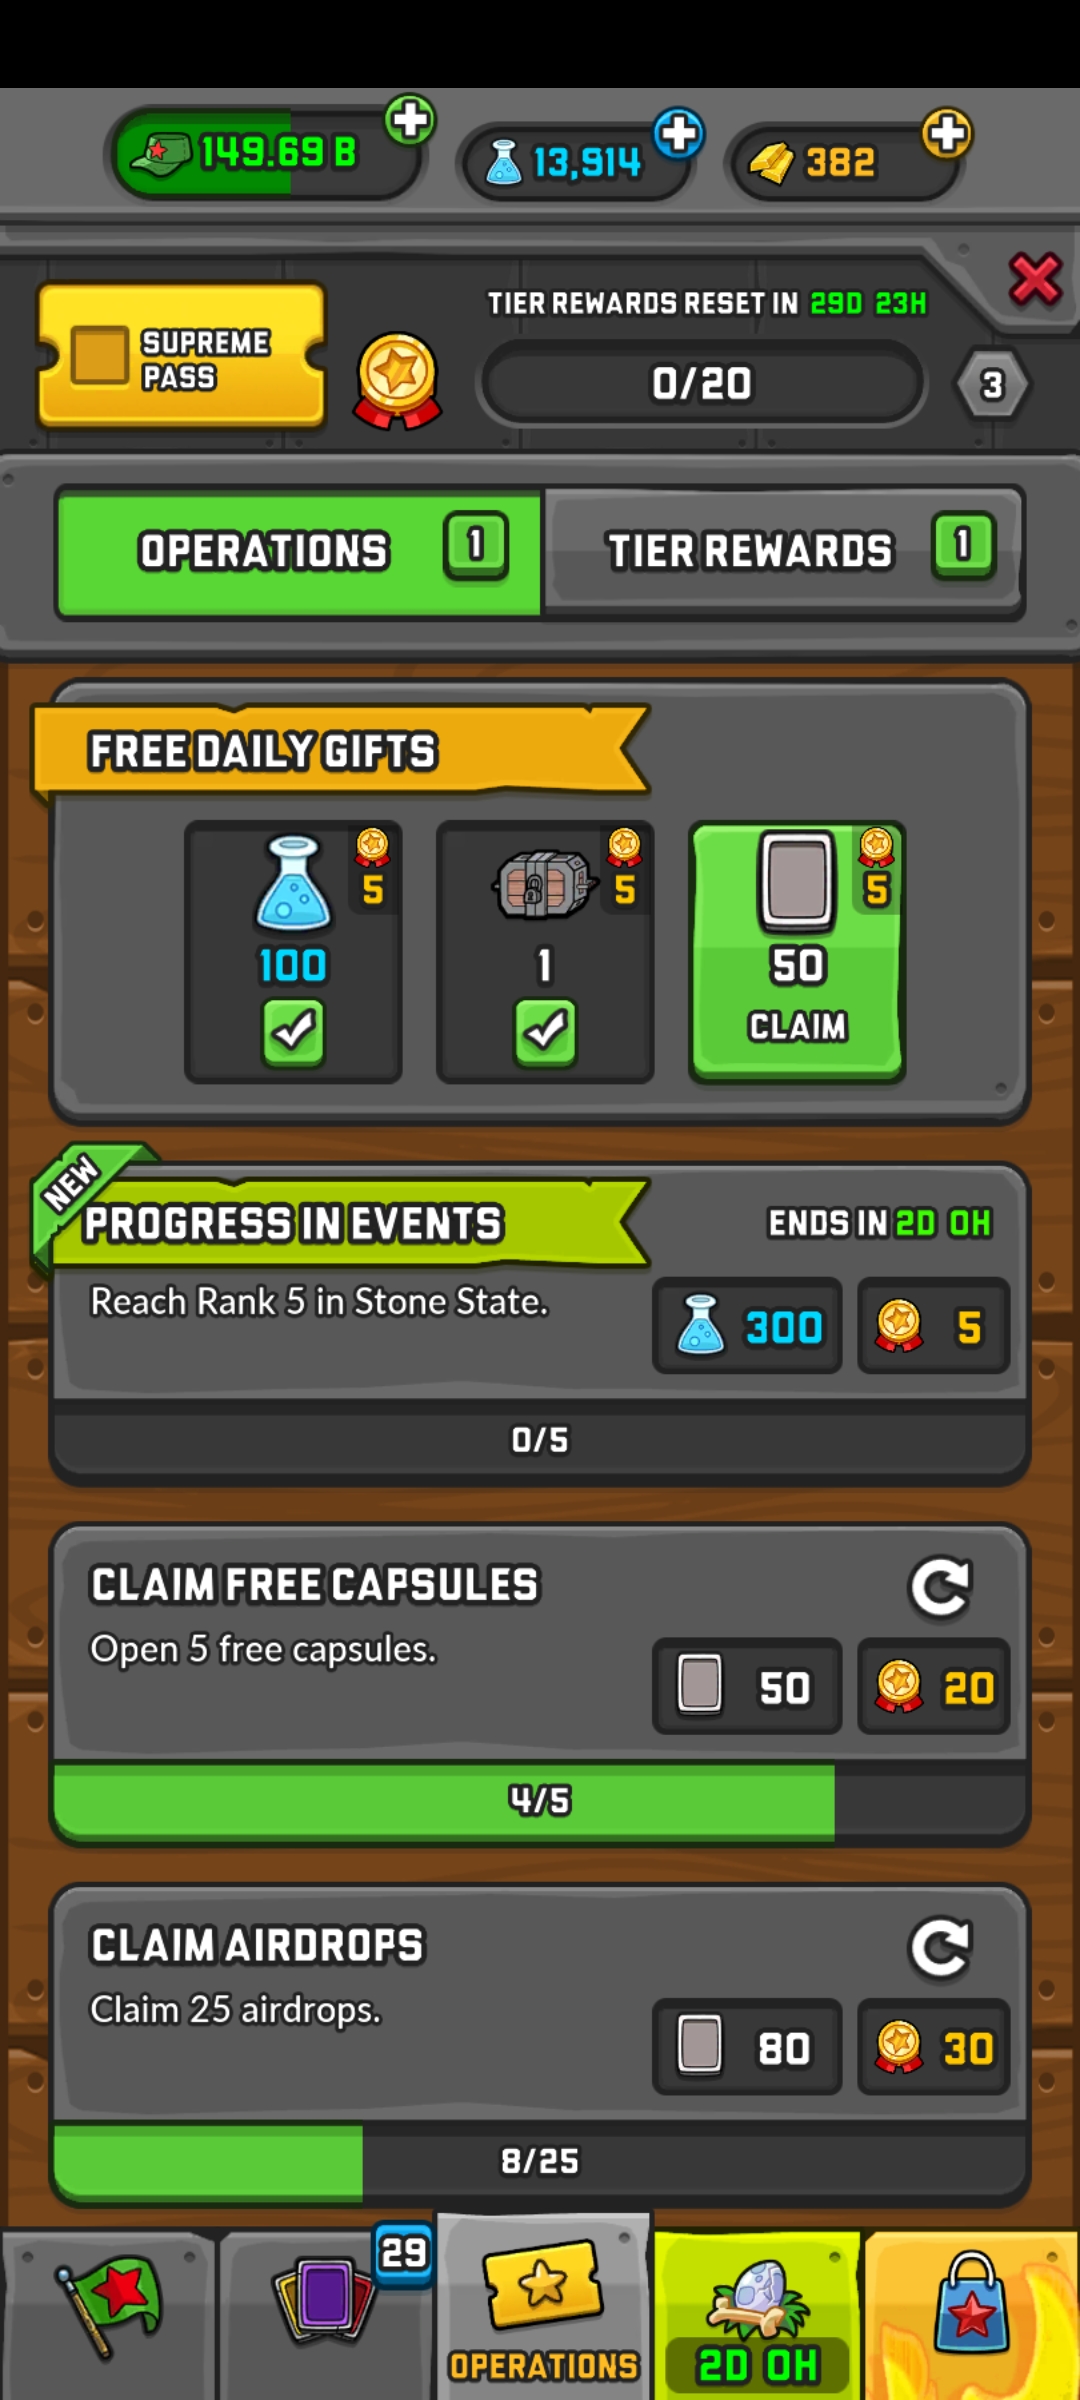 149.69 B
13,914
382
TIER REWARDS RESET IN 29D 23H
SUPREME
PASS
0/20
3
OPERATIONS 1
TIER REWARDS 1
FREE DAILY GIFTS
5
5
5
100
1
50
CLAIM
NEW
PROGRESS IN EVENTS
ENDS IN 2D 0H
Reach Rank 5 in Stone State.
300
5
0/5
CLAIM FREE CAPSULES
Open 5 free capsules.
50
20
4/5
CLAIM AIRDROPS
Claim 25 airdrops.
80
30
8/25
29
OPERATIONS
2D 0H